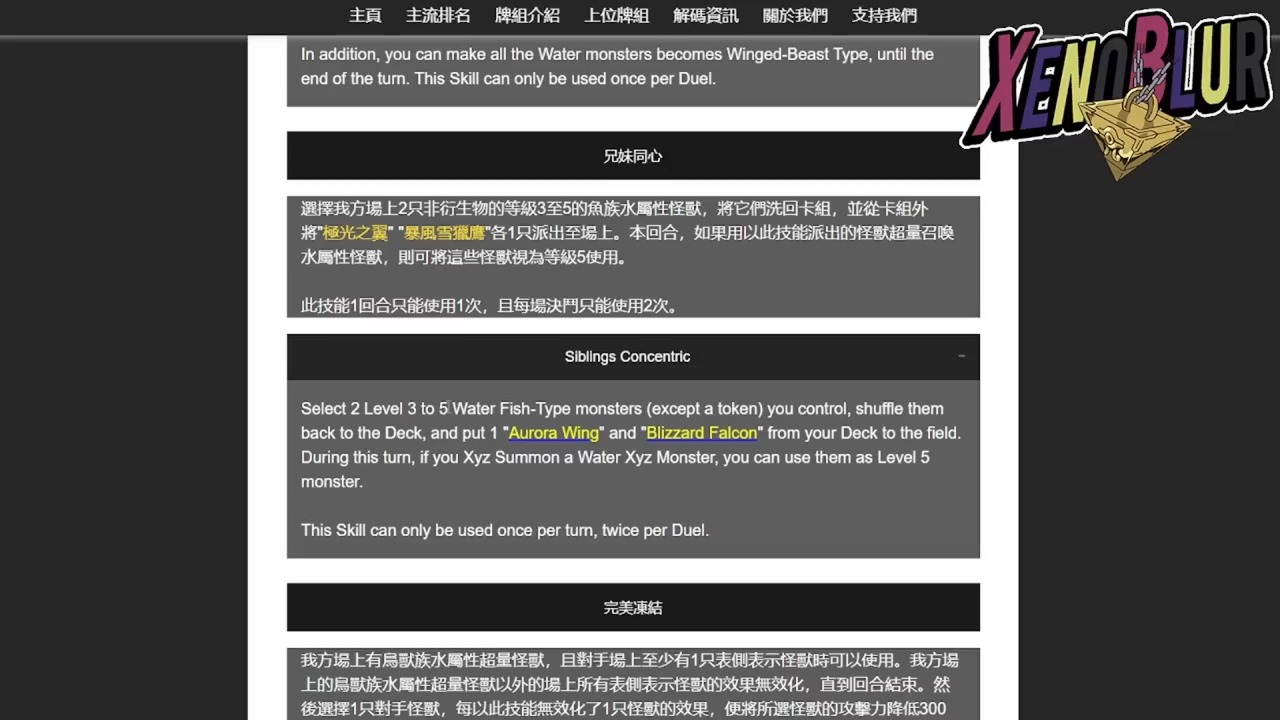 主頁 主流排名 牌組介紹 上位牌組 解碼資訊 關於我們 支持我們
XENOBLUR
In addition, you can make all the Water monsters becomes Winged-Beast Type, until the
end of the turn. This Skill can only be used once per Duel.
兄妹同心
選擇我方場上2只非衍生物的等級3至5的魚族水屬性怪獸，將它們洗回卡組，並從卡組外
將"極光之翼" "暴風雪獵鷹"各1只派出至場上。本回合，如果用以此技能派出的怪獸超量召喚
水屬性怪獸，則可將這些怪獸視為等級5使用。
此技能1回合只能使用1次，且每場決鬥只能使用2次。
Siblings Concentric
Select 2 Level 3 to 5 Water Fish-Type monsters (except a token) you control, shuffle them
back to the Deck, and put 1 "Aurora Wing" and "Blizzard Falcon" from your Deck to the field.
During this turn, if you Xyz Summon a Water Xyz Monster, you can use them as Level 5
monster.
This Skill can only be used once per turn, twice per Duel.
完美凍結
我方場上有鳥獸族水屬性超量怪獸，且對手場上至少有1只表側表示怪獸時可以使用。我方場
上的鳥獸族水屬性超量怪獸以外的場上所有表側表示怪獸的效果無效化，直到回合結束。然
後選擇1只對手怪獸，每以此技能無效化了1只怪獸的效果，便將所選怪獸的攻擊力降低300